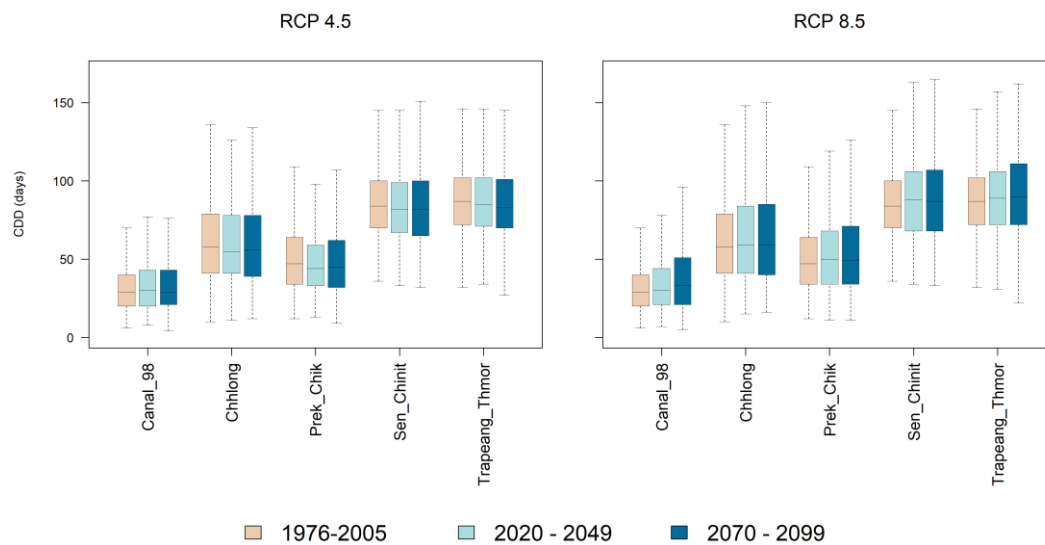 RCP 4.5
RCP 8.5
CDD (days)
150
100
50
0
Canal_98
Chhlong
Prek_Chik
Sen_Chinit
Trapeang_Thmor
Canal_98
Chhlong
Prek_Chik
Sen_Chinit
Trapeang_Thmor
1976-2005
2020 - 2049
2070 - 2099